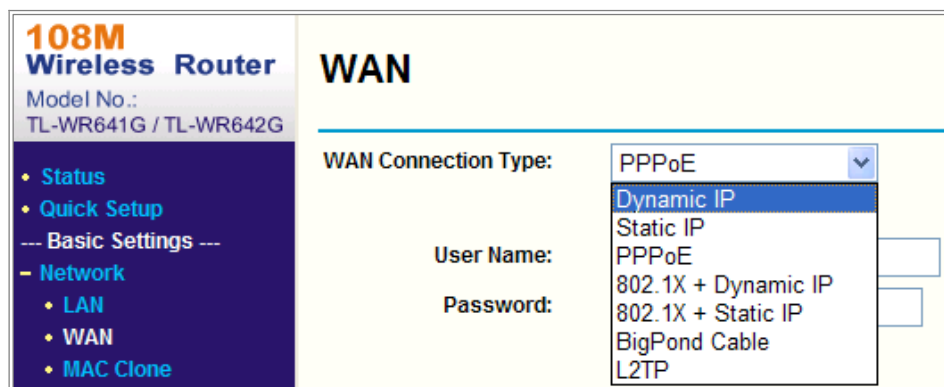 108M
Wireless Router
Model No.:
TL-WR641G / TL-WR642G
• Status
• Quick Setup
--- Basic Settings ---
– Network
• LAN
• WAN
• MAC Clone
WAN
WAN Connection Type:
PPPoE
Dynamic IP
Static IP
PPPoE
802.1X + Dynamic IP
802.1X + Static IP
BigPond Cable
L2TP
User Name:
Password: